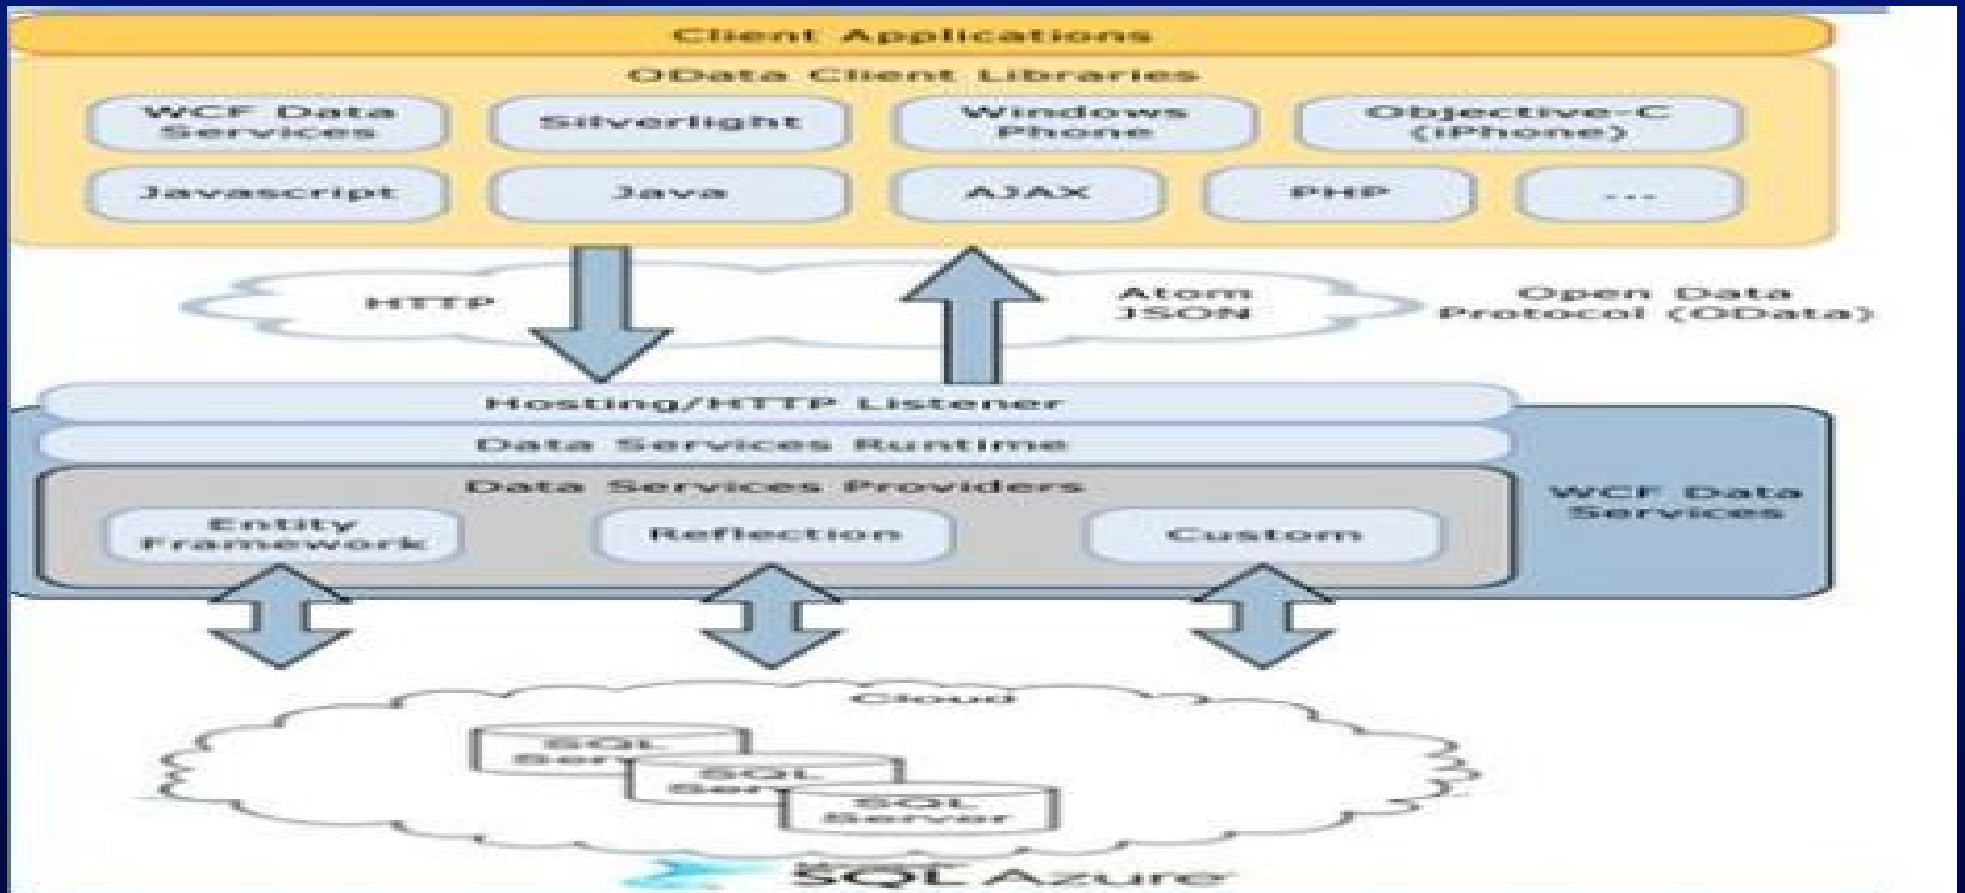 Client Applications
OData Client Libraries
WCF Data
Services
Silverlight
Windows
Phone
Objective-C
(iPhone)
Javascript
Java
AJAX
PHP
...
HTTP
Atom
JSON
Open Data
Protocol (OData)
Hosting/HTTP Listener
Data Services Runtime
Data Services Providers
WCF Data
Services
Entity
Framework
Reflection
Custom
Cloud
SQL
Serv
SQL
Serv
SQL
Server
SQL Azure